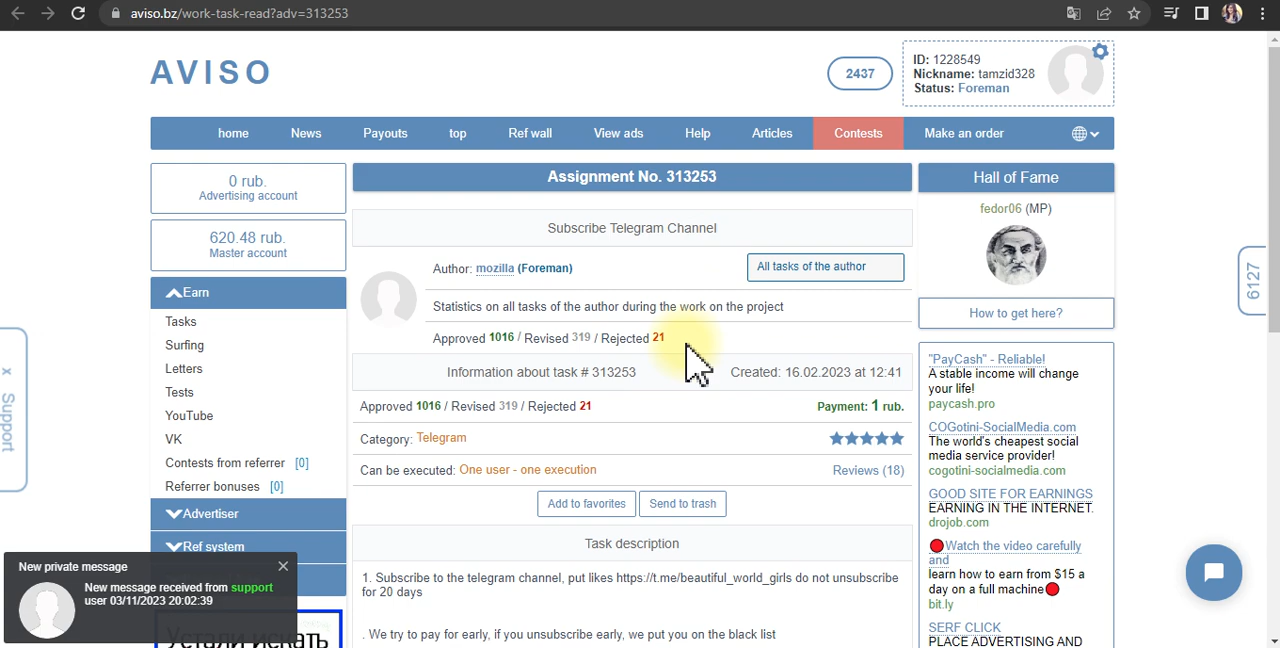 aviso.bz/work-task-read?adv=313253
AVISO
2437
ID: 1228549
Nickname: tamzid328
Status: Foreman
home News Payouts top Ref wall View ads Help Articles Contests Make an order
0 rub.
Advertising account
620.48 rub.
Master account
Earn
Tasks
Surfing
Letters
Tests
YouTube
VK
Contests from referrer [0]
Referrer bonuses [0]
Advertiser
Ref system
Assignment No. 313253
Subscribe Telegram Channel
Author: mozilla (Foreman)
All tasks of the author
Statistics on all tasks of the author during the work on the project
Approved 1016 / Revised 319 / Rejected 21
Information about task # 313253
Created: 16.02.2023 at 12:41
Approved 1016 / Revised 319 / Rejected 21
Payment: 1 rub.
Category: Telegram
Can be executed: One user - one execution
Reviews (18)
Add to favorites
Send to trash
Task description
1. Subscribe to the telegram channel, put likes https://t.me/beautiful_world_girls do not unsubscribe
for 20 days
. We try to pay for early, if you unsubscribe early, we put you on the black list
Hall of Fame
fedor06 (MP)
How to get here?
"PayCash" - Reliable!
A stable income will change
your life!
paycash.pro
COGotini-SocialMedia.com
The world's cheapest social
media service provider!
cogotini-socialmedia.com
GOOD SITE FOR EARNINGS
EARNING IN THE INTERNET.
drojob.com
Watch the video carefully
and
learn how to earn from $15 a
day on a full machine
bit.ly
SERF CLICK
PLACE ADVERTISING AND
6127
x Support
New private message
New message received from support
user 03/11/2023 20:02:39
Устали искать